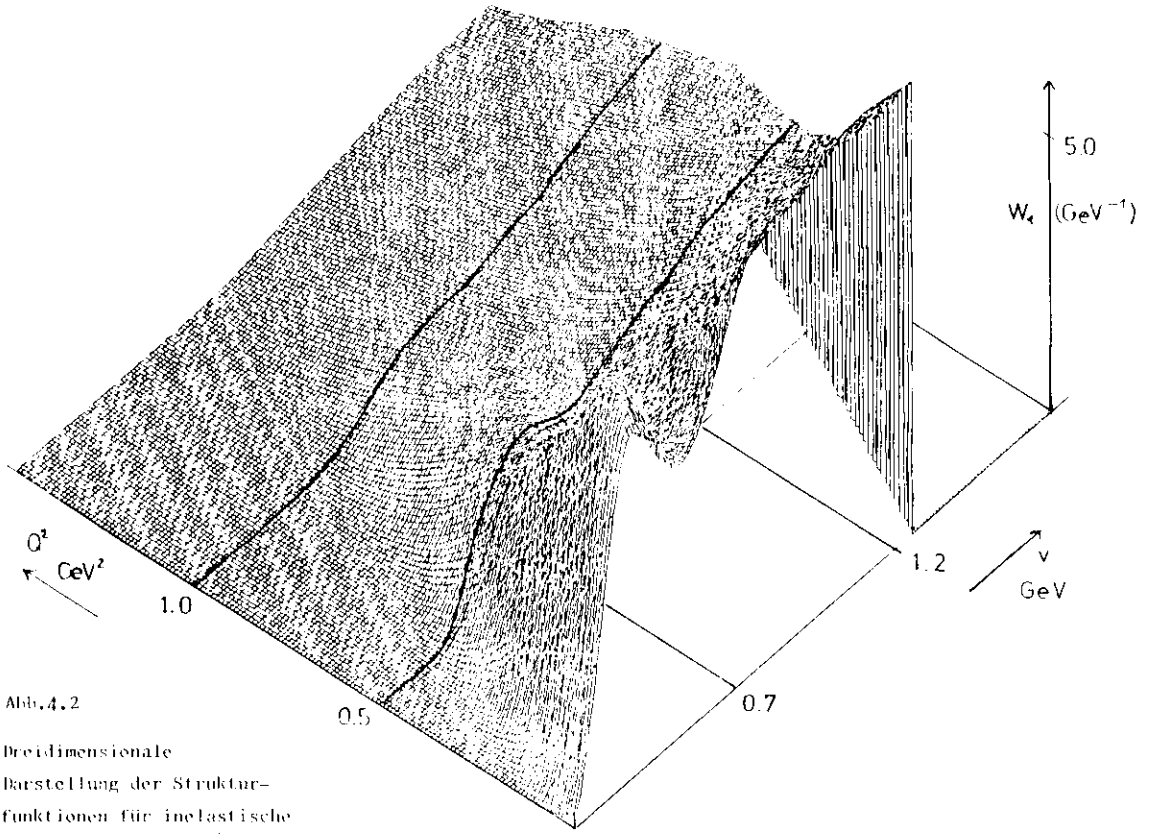 5.0
W₁ (GeV⁻¹)
1.2
ν
GeV
0.7
Q²
GeV²
1.0
0.5
Abb.4.2
Dreidimensionale
Darstellung der Struktur-
funktionen für inelastische